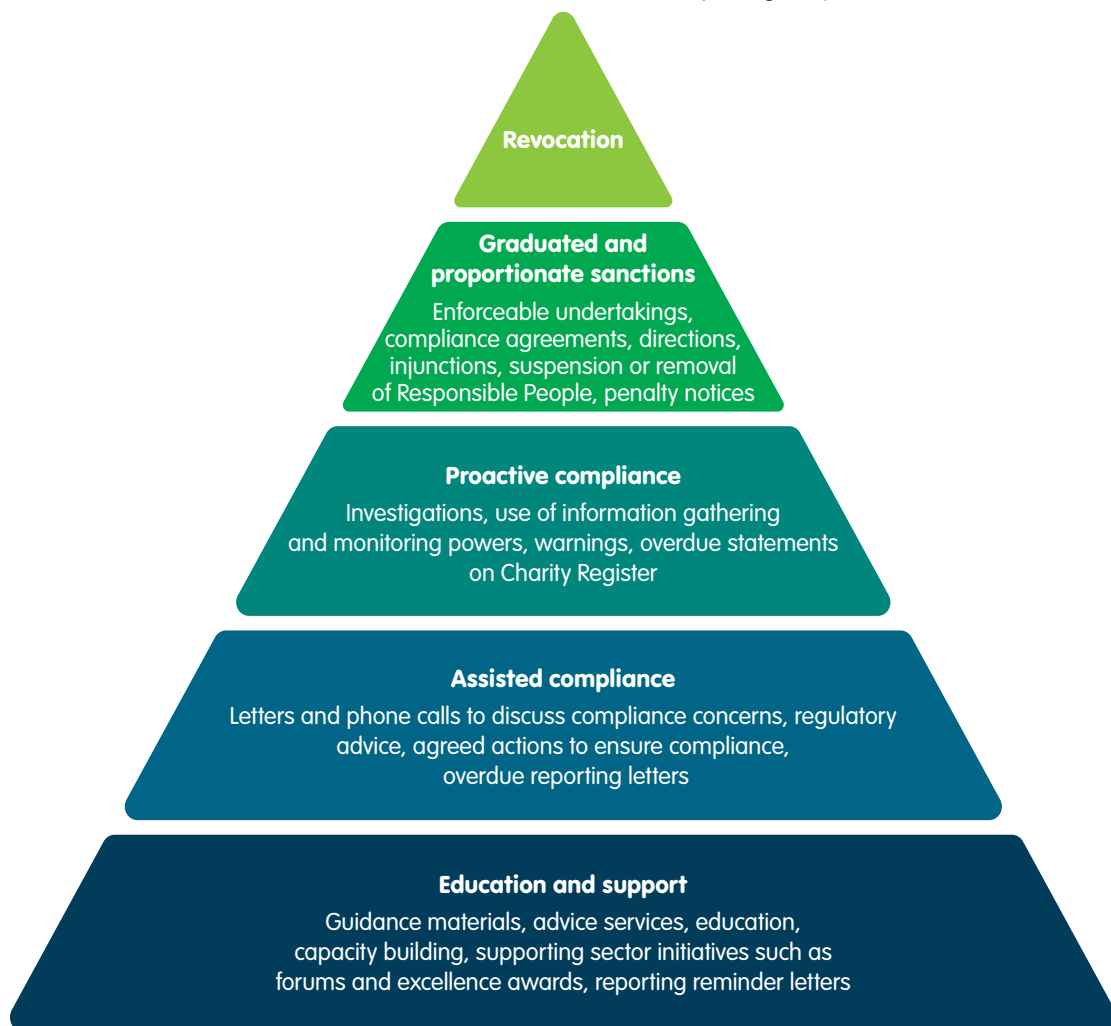 Revocation
Graduated and
proportionate sanctions
Enforceable undertakings,
compliance agreements, directions,
injunctions, suspension or removal
of Responsible People, penalty notices
Proactive compliance
Investigations, use of information gathering
and monitoring powers, warnings, overdue statements
on Charity Register
Assisted compliance
Letters and phone calls to discuss compliance concerns, regulatory
advice, agreed actions to ensure compliance,
overdue reporting letters
Education and support
Guidance materials, advice services, education,
capacity building, supporting sector initiatives such as
forums and excellence awards, reporting reminder letters